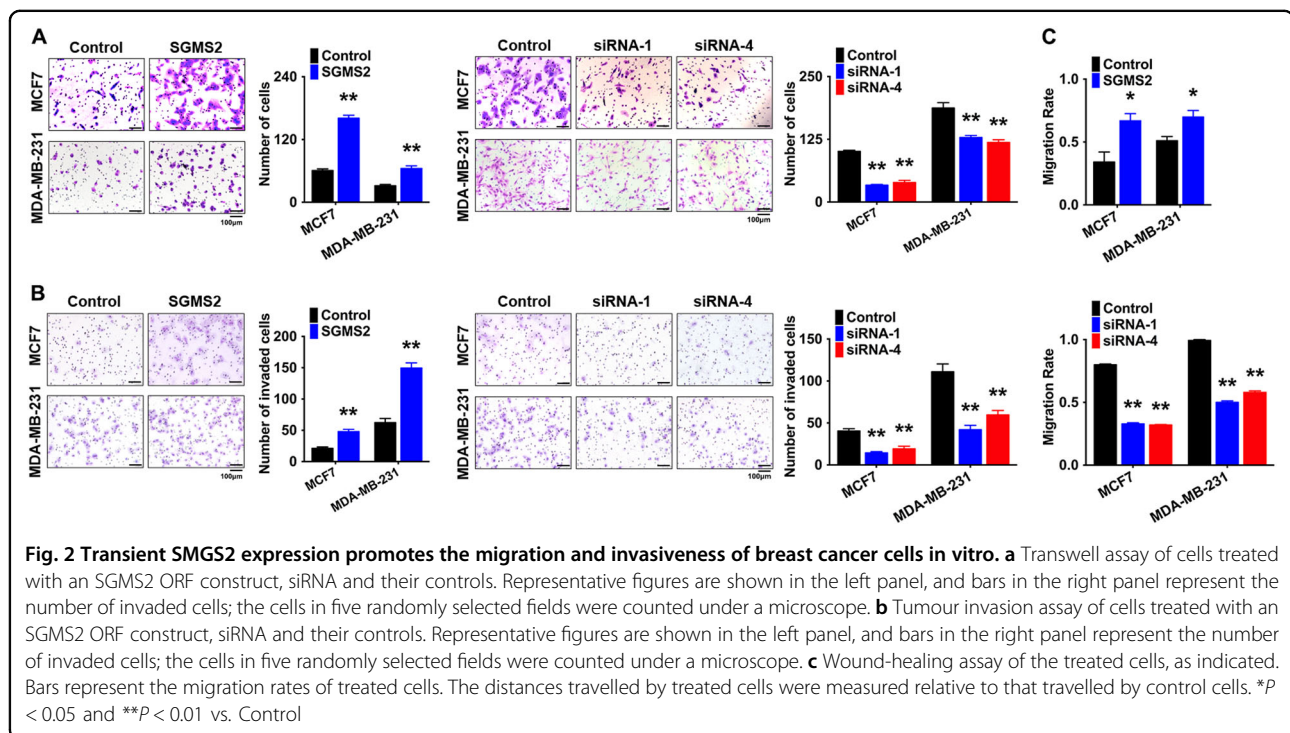 A
Control
SGMS2
MCF7
MDA-MB-231
100µm
Control
SGMS2
Number of cells
240
160
80
0
**
**
MCF7
MDA-MB-231
Control
siRNA-1
siRNA-4
MCF7
MDA-MB-231
100µm
Control
siRNA-1
siRNA-4
Number of cells
250
125
0
** **
** **
MCF7
MDA-MB-231
C
Control
SGMS2
Migration Rate
1.0
0.5
0.0
*
*
MCF7
MDA-MB-231
B
Control
SGMS2
MCF7
MDA-MB-231
100µm
Control
SGMS2
Number of invaded cells
200
150
100
50
0
**
**
MCF7
MDA-MB-231
Control
siRNA-1
siRNA-4
MCF7
MDA-MB-231
100µm
Control
siRNA-1
siRNA-4
Number of invaded cells
150
100
50
0
** **
** **
MCF7
MDA-MB-231
Control
siRNA-1
siRNA-4
Migration Rate
1.0
0.5
0.0
** **
** **
MCF7
MDA-MB-231
Fig. 2 Transient SMGS2 expression promotes the migration and invasiveness of breast cancer cells in vitro. a Transwell assay of cells treated
with an SGMS2 ORF construct, siRNA and their controls. Representative figures are shown in the left panel, and bars in the right panel represent the
number of invaded cells; the cells in five randomly selected fields were counted under a microscope. b Tumour invasion assay of cells treated with an
SGMS2 ORF construct, siRNA and their controls. Representative figures are shown in the left panel, and bars in the right panel represent the number
of invaded cells; the cells in five randomly selected fields were counted under a microscope. c Wound-healing assay of the treated cells, as indicated.
Bars represent the migration rates of treated cells. The distances travelled by treated cells were measured relative to that travelled by control cells. *P
< 0.05 and **P < 0.01 vs. Control